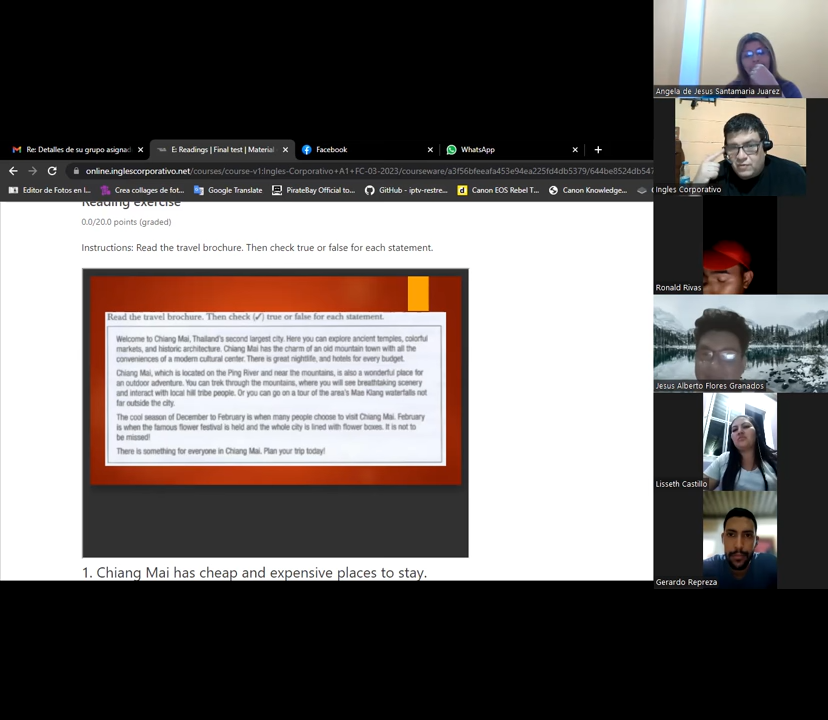 Re: Detalles de su grupo asignad
E: Readings | Final test | Material
Facebook
WhatsApp
online.inglescorporativo.net/courses/course-v1:Ingles-Corporativo+A1+FC-03-2023/courseware/a3f56bfeefa453e94ea225fd4db5379/644be8524db547
Editor de Fotos en l...
Crea collages de fot...
Google Translate
PirateBay Official to...
GitHub - iptv-restre...
Canon EOS Rebel T...
Canon Knowledge...
Reading exercise
0.0/20.0 points (graded)
Instructions: Read the travel brochure. Then check true or false for each statement.
Read the travel brochure. Then check (✓) true or false for each statement.
Welcome to Chiang Mai, Thailand's second largest city. Here you can explore ancient temples, colorful
markets, and historic architecture. Chiang Mai has the charm of an old mountain town with all the
conveniences of a modern cultural center. There is great nightlife, and hotels for every budget.
Chiang Mai, which is located on the Ping River and near the mountains, is also a wonderful place for
an outdoor adventure. You can trek through the mountains, where you will see breathtaking scenery
and interact with local hill tribe people. Or you can go on a tour of the area's Mae Klang waterfalls not
far outside the city.
The cool season of December to February is when many people choose to visit Chiang Mai. February
is when the famous flower festival is held and the whole city is lined with flower boxes. It is not to
be missed!
There is something for everyone in Chiang Mai. Plan your trip today!
1. Chiang Mai has cheap and expensive places to stay.
Angela de Jesus Santamaria Juarez
Ingles Corporativo
Ronald Rivas
Jesus Alberto Flores Granados
Lisseth Castillo
Gerardo Repreza